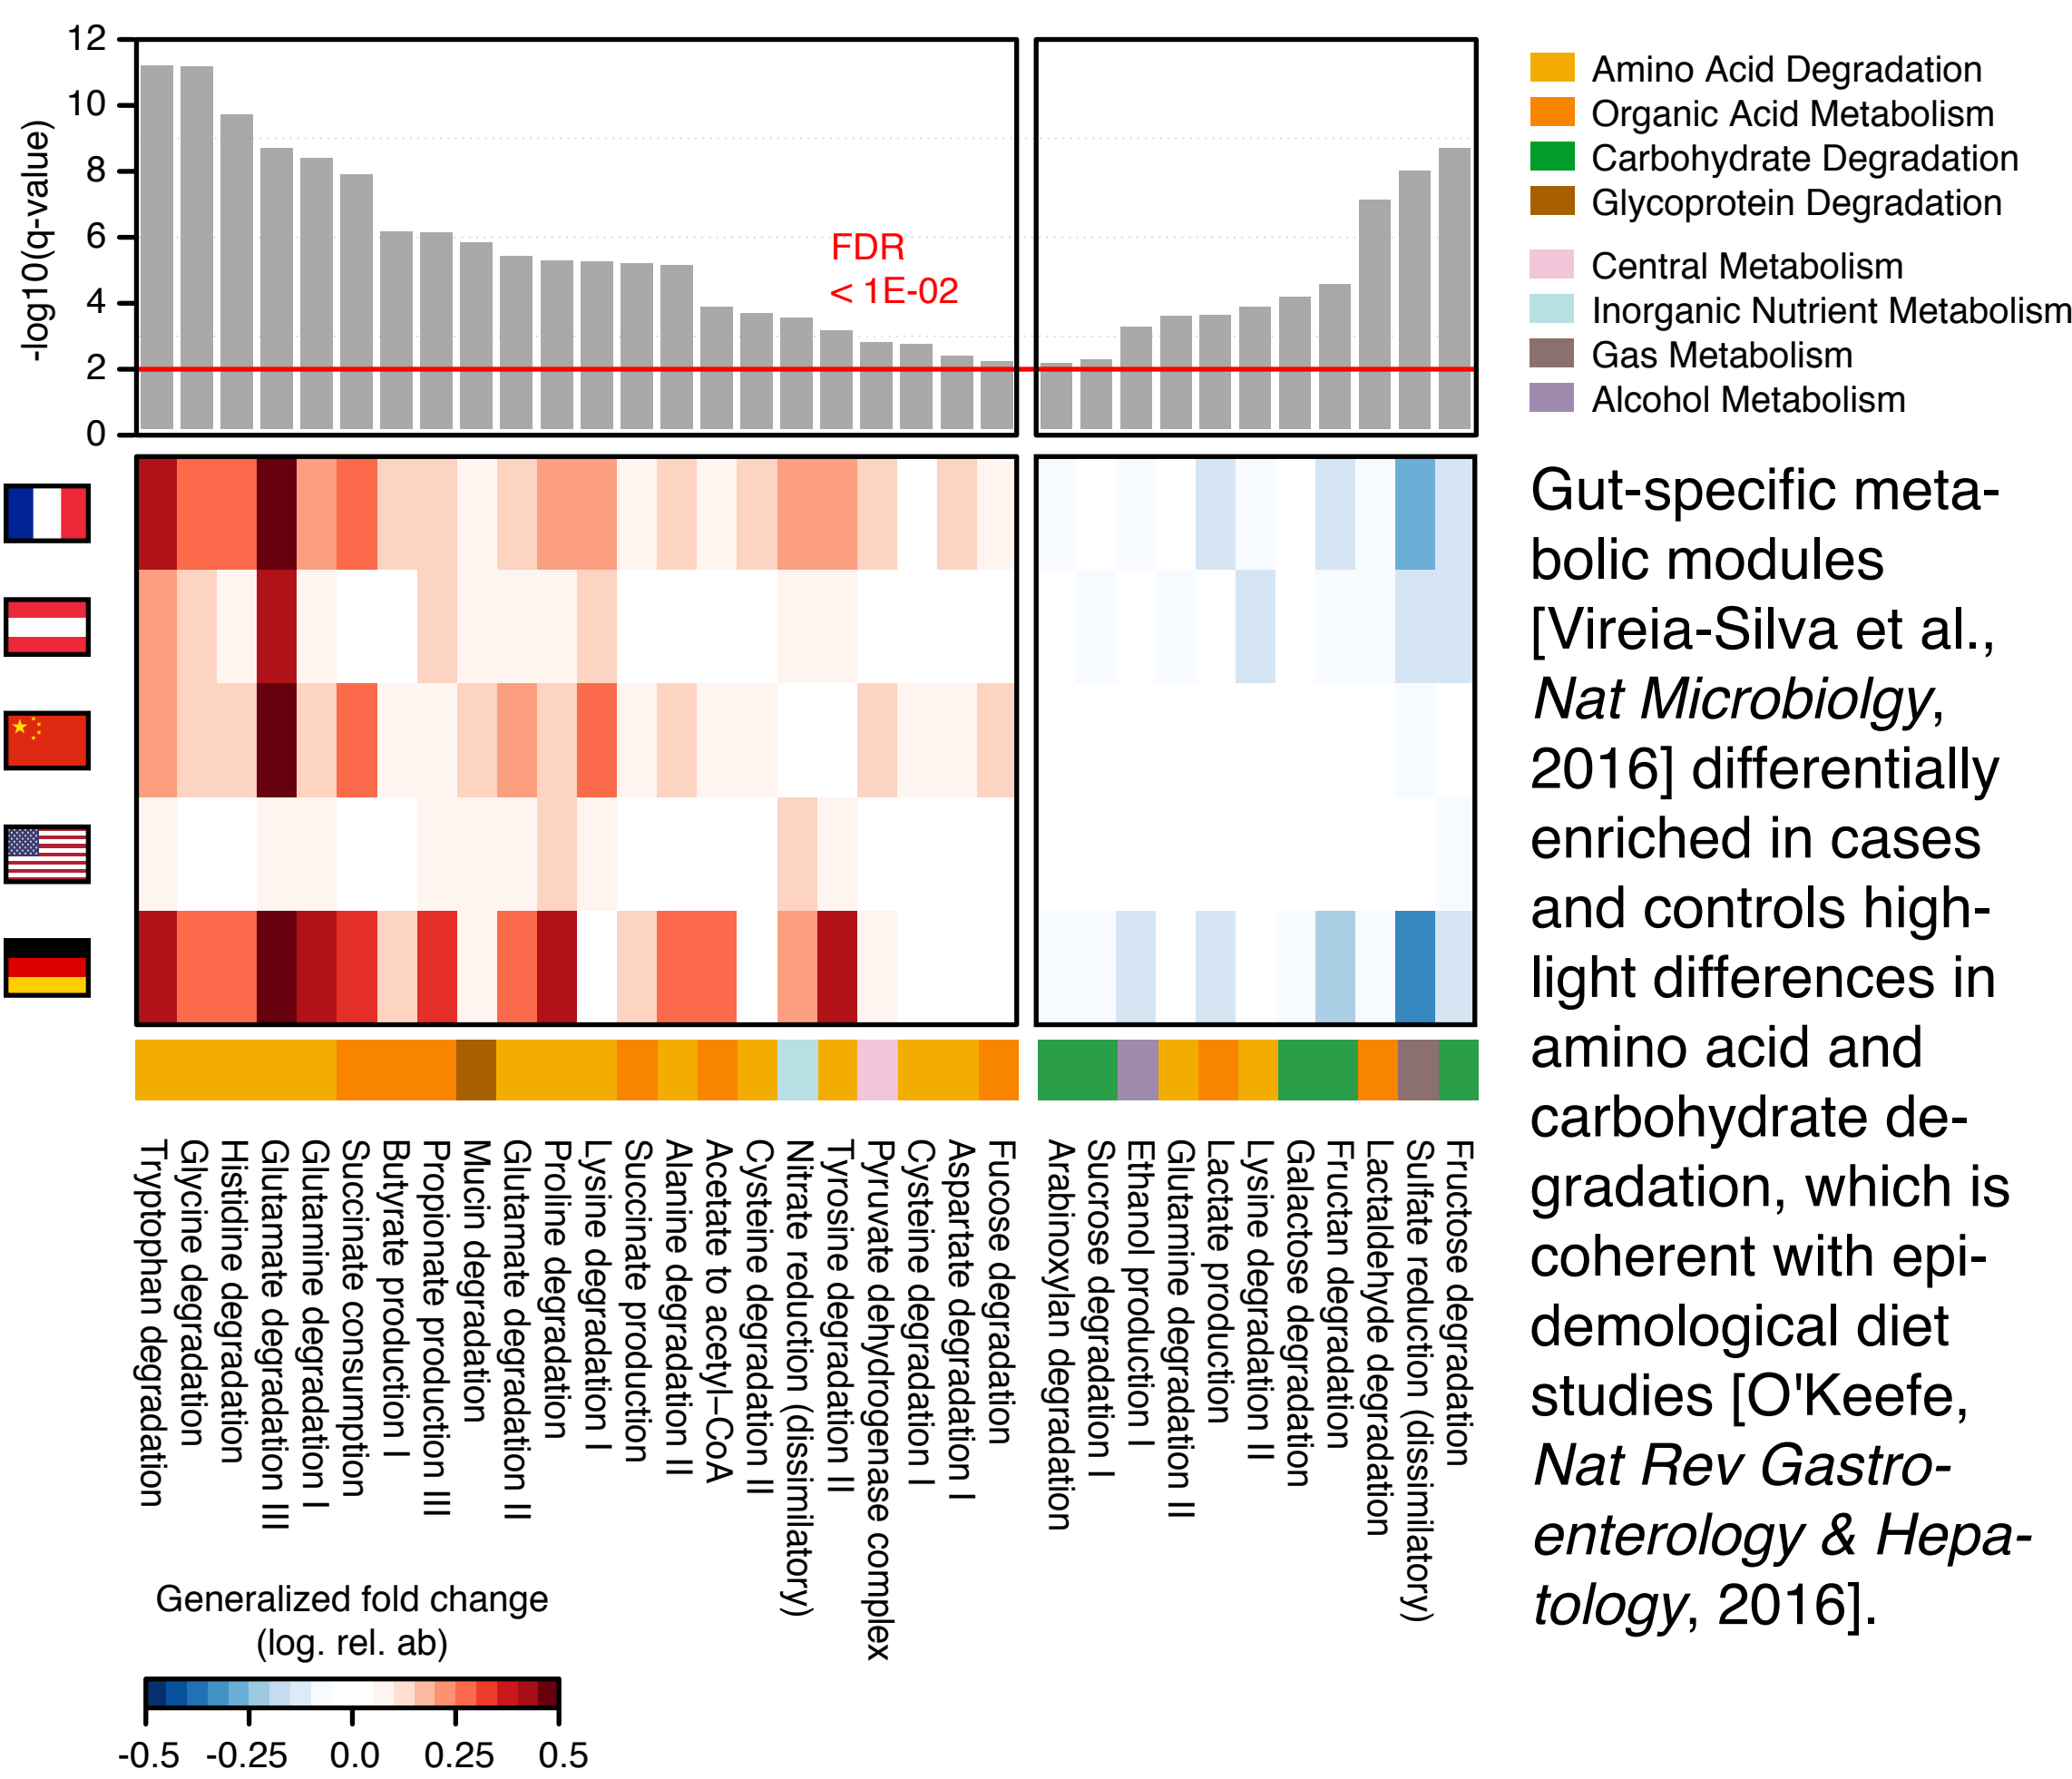 12
10
8
6
4
2
0
-log10(q-value)
FDR
< 1E-02
Amino Acid Degradation
Organic Acid Metabolism
Carbohydrate Degradation
Glycoprotein Degradation
Central Metabolism
Inorganic Nutrient Metabolism
Gas Metabolism
Alcohol Metabolism
Gut-specific meta-
bolic modules
[Vireia-Silva et al.,
Nat Microbiolgy,
2016] differentially
enriched in cases
and controls high-
light differences in
amino acid and
carbohydrate de-
gradation, which is
coherent with epi-
demological diet
studies [O'Keefe,
Nat Rev Gastro-
enterology & Hepa-
tology, 2016].
Tryptophan degradation
Glycine degradation
Histidine degradation
Glutamate degradation III
Glutamine degradation I
Succinate consumption
Butyrate production I
Propionate production III
Mucin degradation
Glutamate degradation II
Proline degradation
Lysine degradation I
Succinate production
Alanine degradation II
Acetate to acetyl−CoA
Cysteine degradation II
Nitrate reduction (dissimilatory)
Tyrosine degradation II
Pyruvate dehydrogenase complex
Cysteine degradation I
Aspartate degradation I
Fucose degradation
Arabinoxylan degradation
Sucrose degradation I
Ethanol production I
Glutamine degradation II
Lactate production
Lysine degradation II
Galactose degradation
Fructan degradation
Lactaldehyde degradation
Sulfate reduction (dissimilatory)
Fructose degradation
Generalized fold change
(log. rel. ab)
-0.5 -0.25 0.0 0.25 0.5